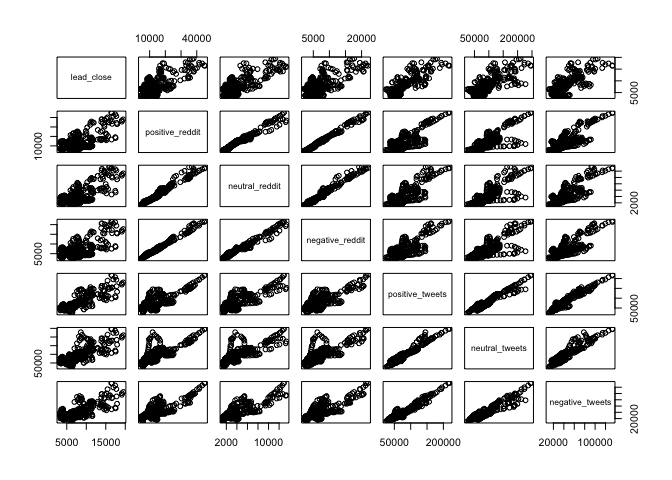 10000 40000
5000 20000
50000 200000
lead_close
5000
10000
positive_reddit
neutral_reddit
2000
5000
negative_reddit
positive_tweets
50000
50000
neutral_tweets
negative_tweets
20000
5000 15000
2000 10000
50000 200000
20000 100000